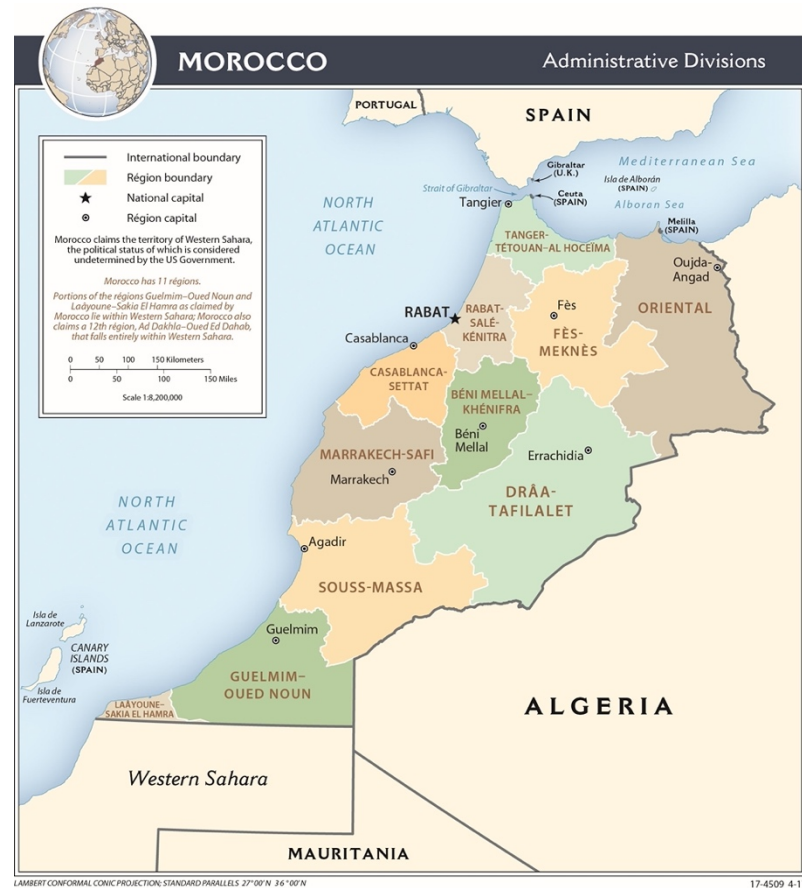 MOROCCO
Administrative Divisions
International boundary
Région boundary
National capital
Région capital
Morocco claims the territory of Western Sahara,
the political status of which is considered
undetermined by the US Government.
Morocco has 11 régions.
Portions of the régions Guelmim–Oued Noun and
Laâyoune–Sakia El Hamra as claimed by
Morocco lie within Western Sahara; Morocco also
claims a 12th région, Ad Dakhla–Oued Ed Dahab,
that falls entirely within Western Sahara.
0 50 100 150 Kilometers
0 50 100 150 Miles
Scale 1:8,200,000
PORTUGAL
SPAIN
Gibraltar
(U.K.)
Mediterranean Sea
Strait of Gibraltar
Ceuta
(SPAIN)
Isla de Alborán
(SPAIN)
Alboran Sea
Tangier
Melilla
(SPAIN)
NORTH
ATLANTIC
OCEAN
TANGER-
TÉTOUAN–AL HOCEÏMA
Oujda-
Angad
RABAT
RABAT-
SALÉ-
KÉNITRA
Fès
FÈS-
MEKNÈS
ORIENTAL
Casablanca
CASABLANCA-
SETTAT
BÉNI MELLAL–
KHÉNIFRA
Béni
Mellal
MARRAKECH-SAFI
Marrakech
Errachidia
DRÂA-
TAFILALET
NORTH
ATLANTIC
OCEAN
Agadir
SOUSS-MASSA
Guelmim
GUELMIM–
OUED NOUN
LAÂYOUNE–
SAKIA EL HAMRA
Isla de
Lanzarote
CANARY
ISLANDS
(SPAIN)
Isla de
Fuerteventura
ALGERIA
Western Sahara
MAURITANIA
LAMBERT CONFORMAL CONIC PROJECTION; STANDARD PARALLELS 27°00'N 36°00'N
17-4509 4-1